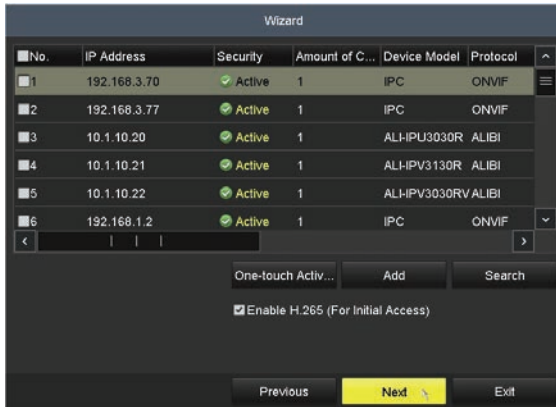 Wizard
No. IP Address Security Amount of C... Device Model Protocol
1 192.168.3.70 Active 1 IPC ONVIF
2 192.168.3.77 Active 1 IPC ONVIF
3 10.1.10.20 Active 1 ALI-IPU3030R ALIBI
4 10.1.10.21 Active 1 ALI-IPV3130R ALIBI
5 10.1.10.22 Active 1 ALI-IPV3030RV ALIBI
6 192.168.1.2 Active 1 IPC ONVIF
One-touch Activ... Add Search
Enable H.265 (For Initial Access)
Previous Next Exit